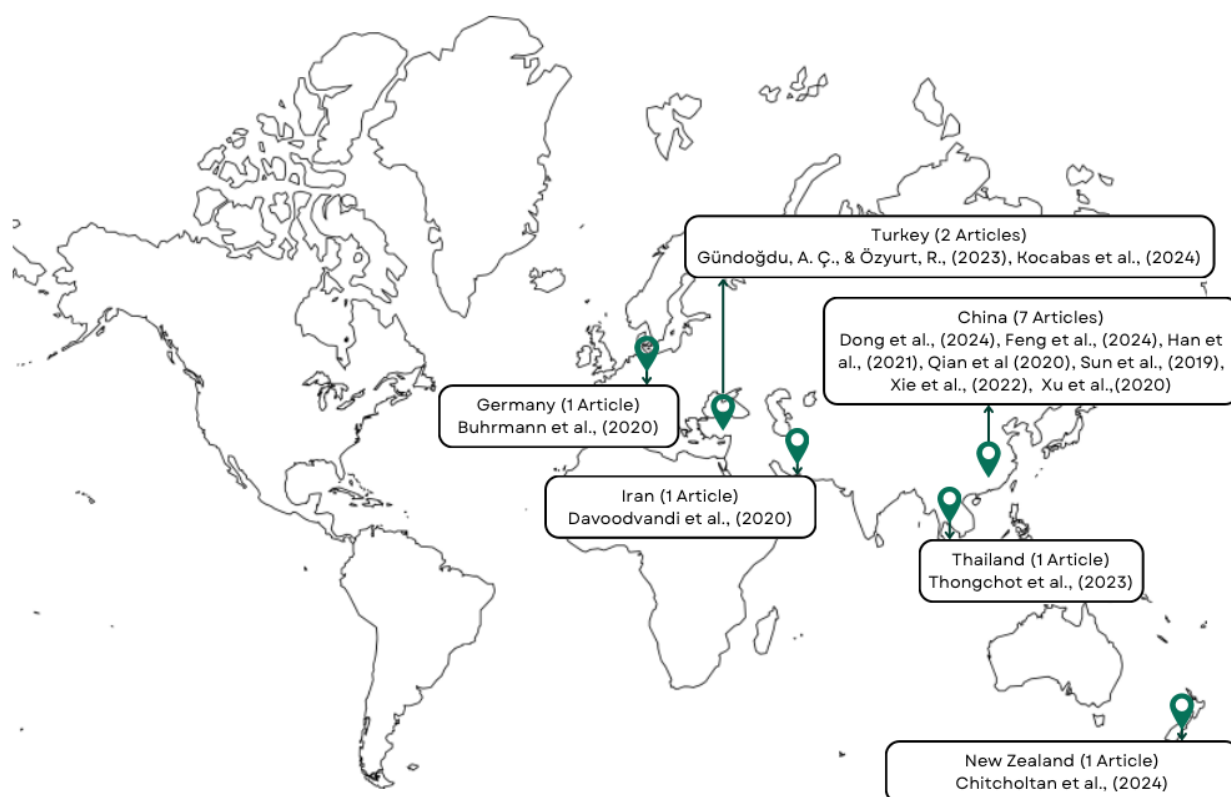 Turkey (2 Articles)
Gündoğdu, A. Ç., & Özyurt, R., (2023), Kocabas et al., (2024)
China (7 Articles)
Dong et al., (2024), Feng et al., (2024), Han et
al., (2021), Qian et al (2020), Sun et al., (2019),
Xie et al., (2022), Xu et al.,(2020)
Germany (1 Article)
Buhrmann et al., (2020)
Iran (1 Article)
Davoodvandi et al., (2020)
Thailand (1 Article)
Thongchot et al., (2023)
New Zealand (1 Article)
Chitcholtan et al., (2024)